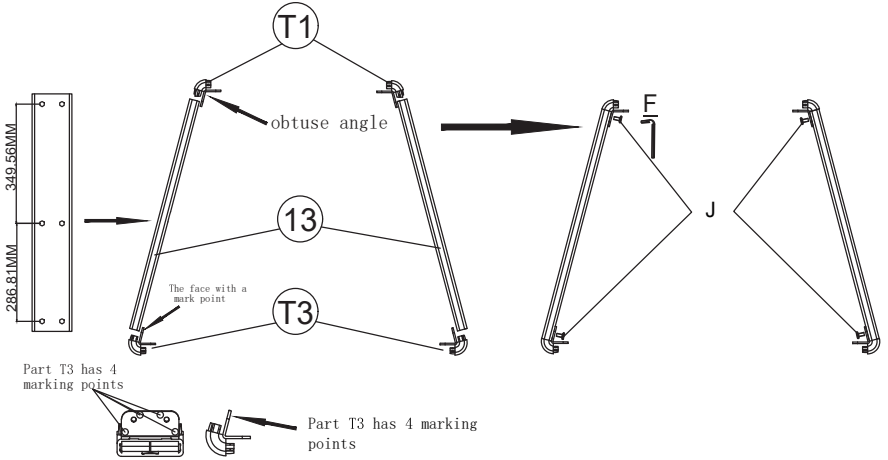 T1
obtuse angle
F
349.56MM
13
J
286.81MM
The face with a
mark point
T3
Part T3 has 4
marking points
Part T3 has 4 marking
points